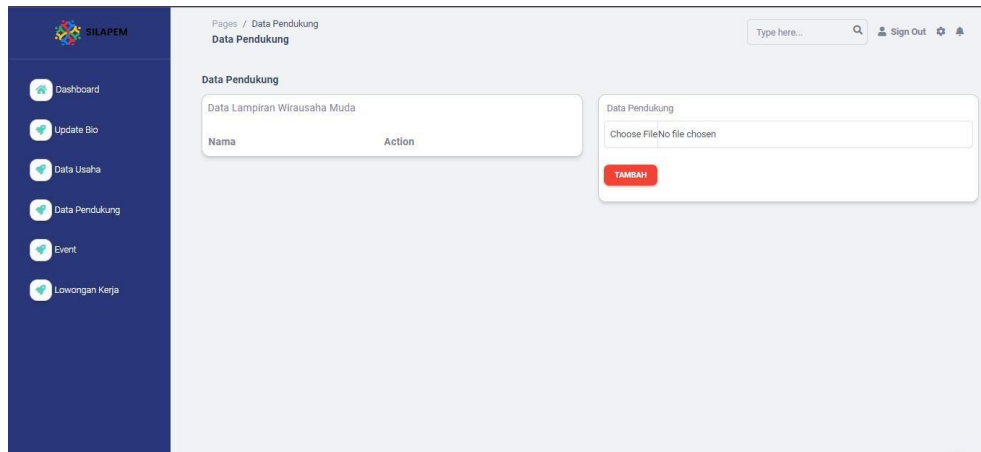 SILAPEM
Dashboard
Update Bio
Data Usaha
Data Pendukung
Event
Lowongan Kerja
Pages / Data Pendukung
Data Pendukung
Type here...
Sign Out
Data Pendukung
Data Lampiran Wirausaha Muda
Nama Action
Data Pendukung
Choose File No file chosen
TAMBAH